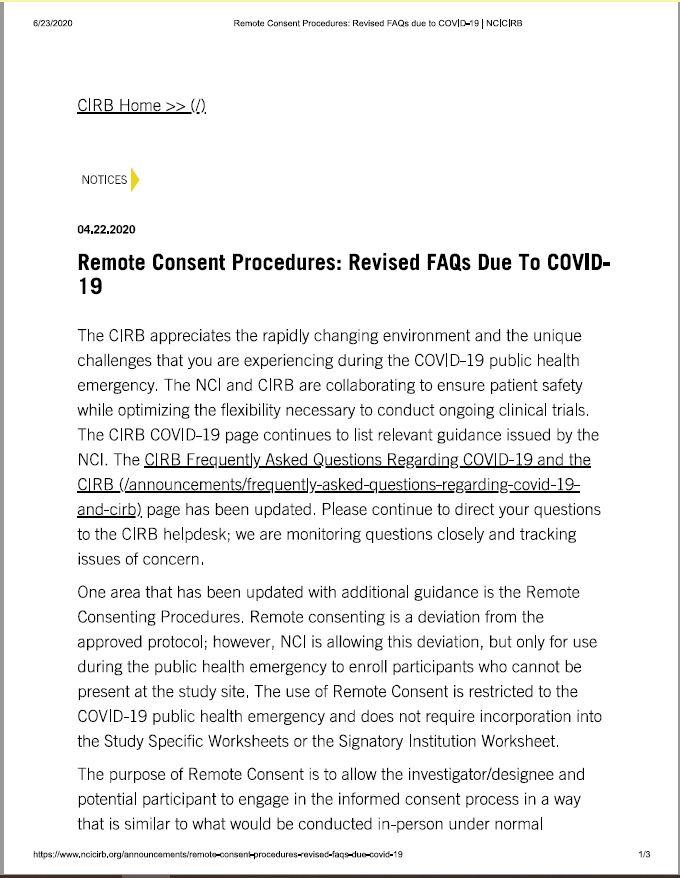 6/23/2020 Remote Consent Procedures: Revised FAQs due to COVID-19 | NCICIRB
CIRB Home >> (/)
NOTICES
04.22.2020
Remote Consent Procedures: Revised FAQs Due To COVID-
19
The CIRB appreciates the rapidly changing environment and the unique
challenges that you are experiencing during the COVID-19 public health
emergency. The NCI and CIRB are collaborating to ensure patient safety
while optimizing the flexibility necessary to conduct ongoing clinical trials.
The CIRB COVID-19 page continues to list relevant guidance issued by the
NCI. The CIRB Frequently Asked Questions Regarding COVID-19 and the
CIRB (/announcements/frequently-asked-questions-regarding-covid-19-
and-cirb) page has been updated. Please continue to direct your questions
to the CIRB helpdesk; we are monitoring questions closely and tracking
issues of concern.
One area that has been updated with additional guidance is the Remote
Consenting Procedures. Remote consenting is a deviation from the
approved protocol; however, NCI is allowing this deviation, but only for use
during the public health emergency to enroll participants who cannot be
present at the study site. The use of Remote Consent is restricted to the
COVID-19 public health emergency and does not require incorporation into
the Study Specific Worksheets or the Signatory Institution Worksheet.
The purpose of Remote Consent is to allow the investigator/designee and
potential participant to engage in the informed consent process in a way
that is similar to what would be conducted in-person under normal
https://www.ncicirb.org/announcements/remote-consent-procedures-revised-faqs-due-covid-19 1/3